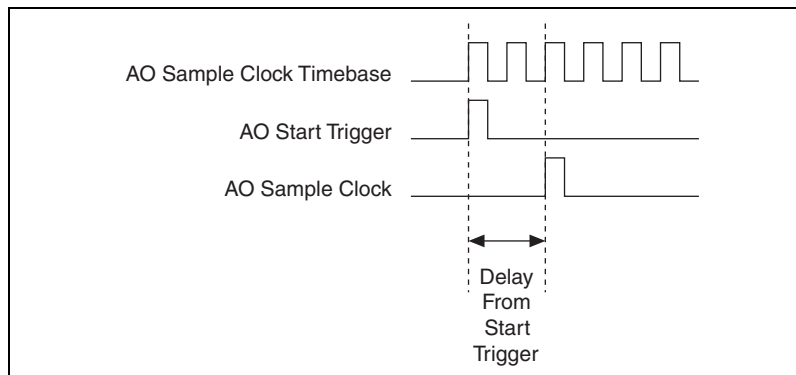 AO Sample Clock Timebase
AO Start Trigger
AO Sample Clock
Delay
From
Start
Trigger